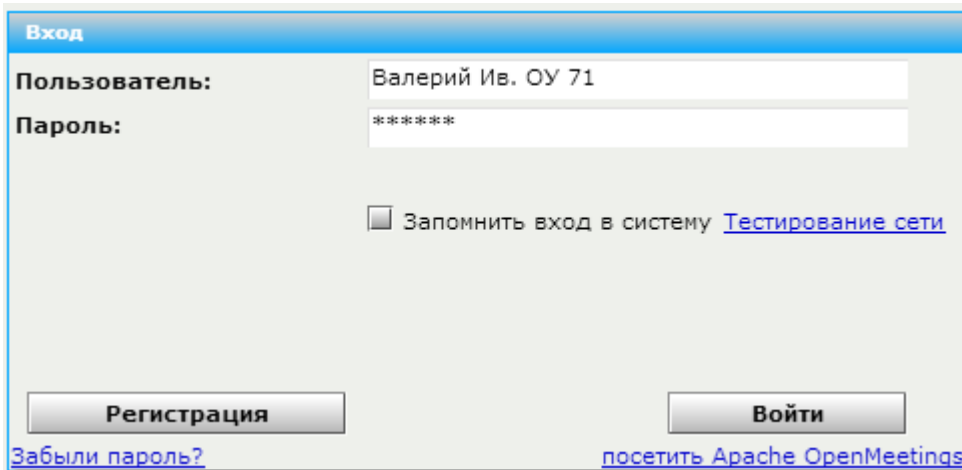 Вход
Пользователь: Валерий Ив. ОУ 71
Пароль: ******
Запомнить вход в систему Тестирование сети
Регистрация Войти
Забыли пароль? посетить Apache OpenMeetings